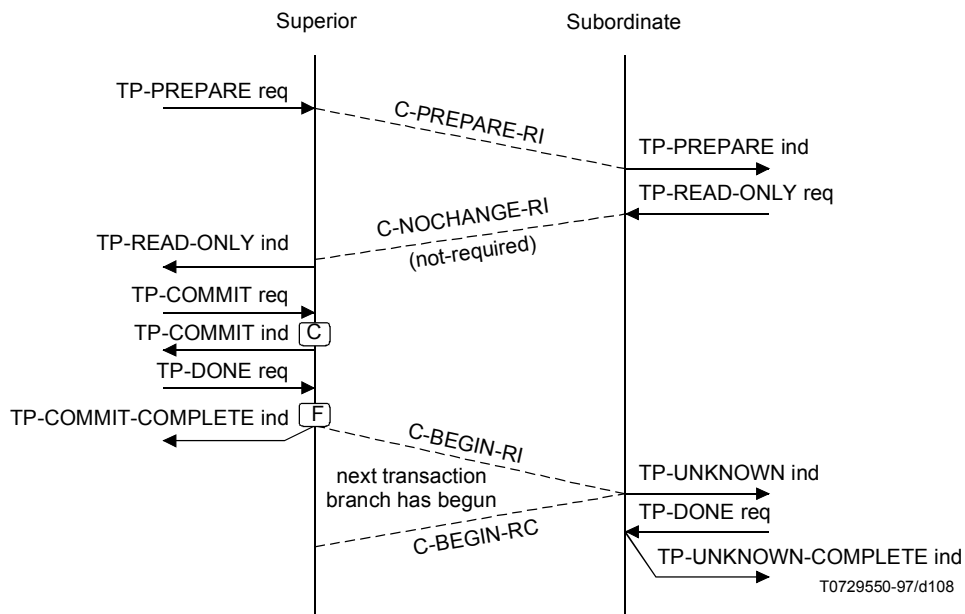 Superior
Subordinate
TP-PREPARE req
C-PREPARE-RI
TP-PREPARE ind
TP-READ-ONLY req
C-NOCHANGE-RI
(not-required)
TP-READ-ONLY ind
TP-COMMIT req
TP-COMMIT ind
C
TP-DONE req
TP-COMMIT-COMPLETE ind
F
C-BEGIN-RI
next transaction
branch has begun
TP-UNKNOWN ind
TP-DONE req
C-BEGIN-RC
TP-UNKNOWN-COMPLETE ind
T0729550-97/d108